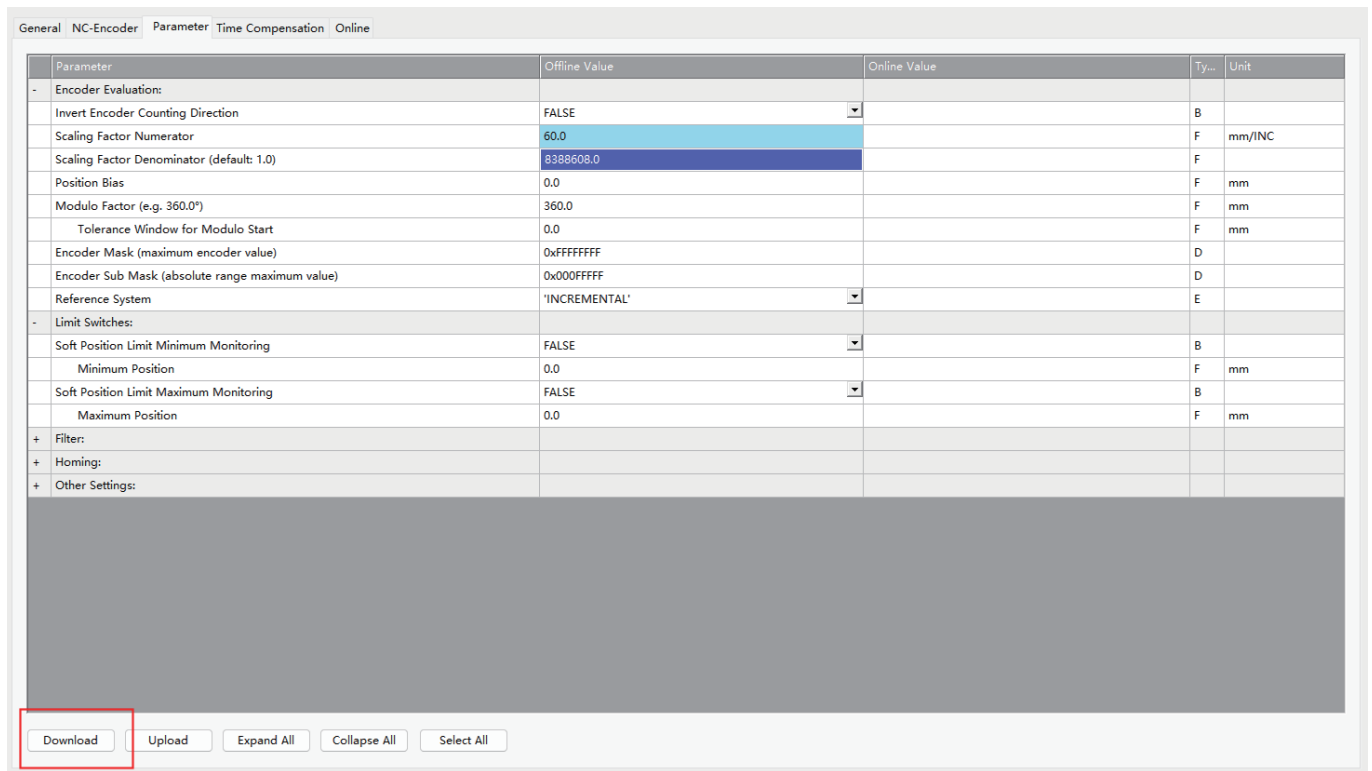 General NC-Encoder Parameter Time Compensation Online
Parameter Offline Value Online Value Ty... Unit
- Encoder Evaluation:
Invert Encoder Counting Direction FALSE B
Scaling Factor Numerator 60.0 F mm/INC
Scaling Factor Denominator (default: 1.0) 8388608.0 F
Position Bias 0.0 F mm
Modulo Factor (e.g. 360.0°) 360.0 F mm
Tolerance Window for Modulo Start 0.0 F mm
Encoder Mask (maximum encoder value) 0xFFFFFFFF D
Encoder Sub Mask (absolute range maximum value) 0x000FFFFF D
Reference System 'INCREMENTAL' E
- Limit Switches:
Soft Position Limit Minimum Monitoring FALSE B
Minimum Position 0.0 F mm
Soft Position Limit Maximum Monitoring FALSE B
Maximum Position 0.0 F mm
+ Filter:
+ Homing:
+ Other Settings:
Download Upload Expand All Collapse All Select All